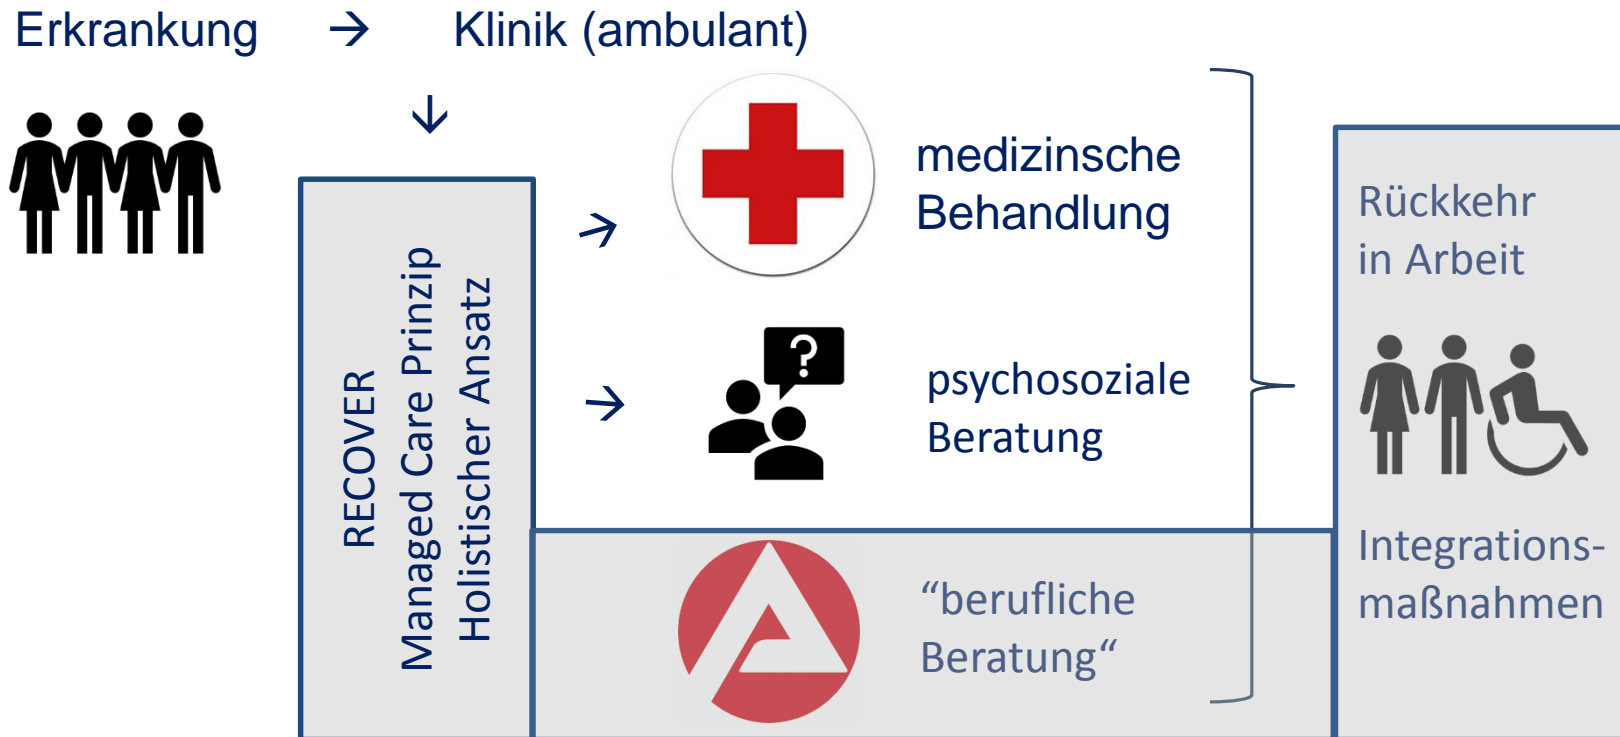 Erkrankung → Klinik (ambulant)
↓
RECOVER
Managed Care Prinzip
Holistischer Ansatz
→
medizinsche
Behandlung
→
?
psychosoziale
Beratung
“berufliche
Beratung“
Rückkehr
in Arbeit
Integrations-
maßnahmen